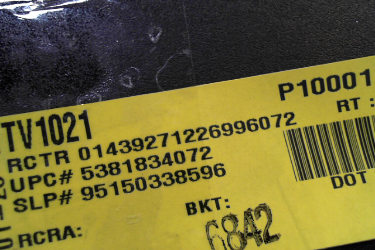 TV1021 P10001
RCTR 01439271226996072 RT :
UPC# 5381834072
SLP# 95150338596 DOT
BKT:
RCRA: 6842